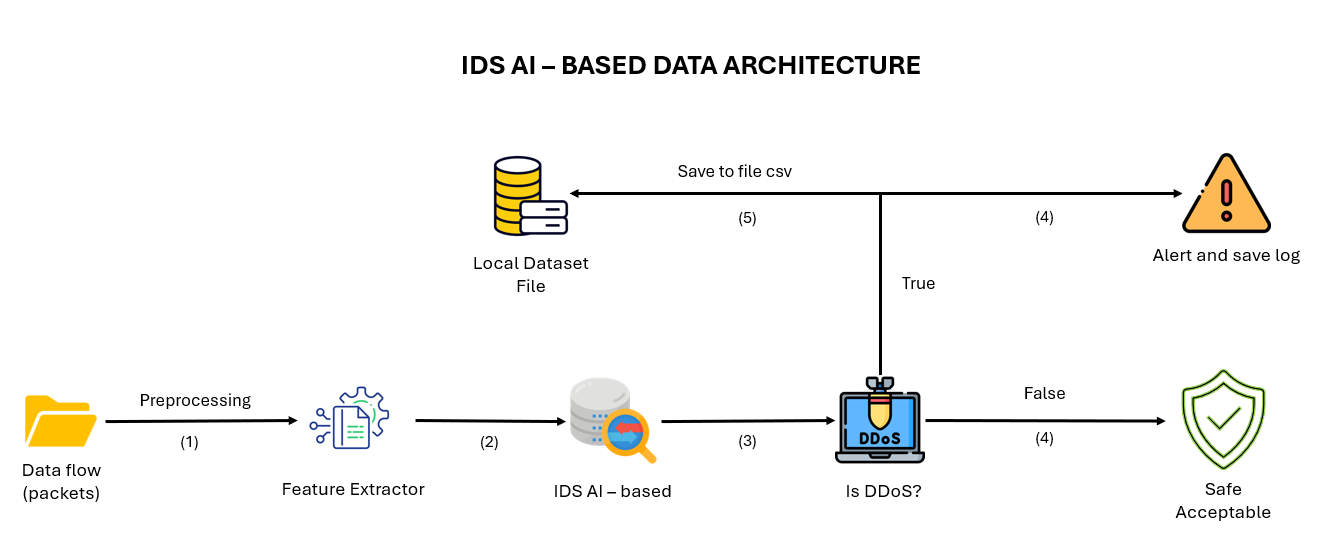 IDS AI – BASED DATA ARCHITECTURE
Save to file csv
(5)
(4)
Local Dataset
File
Alert and save log
True
Preprocessing
(1)
(2)
(3)
False
(4)
DDoS
Data flow
(packets)
Feature Extractor
IDS AI – based
Is DDoS?
Safe
Acceptable